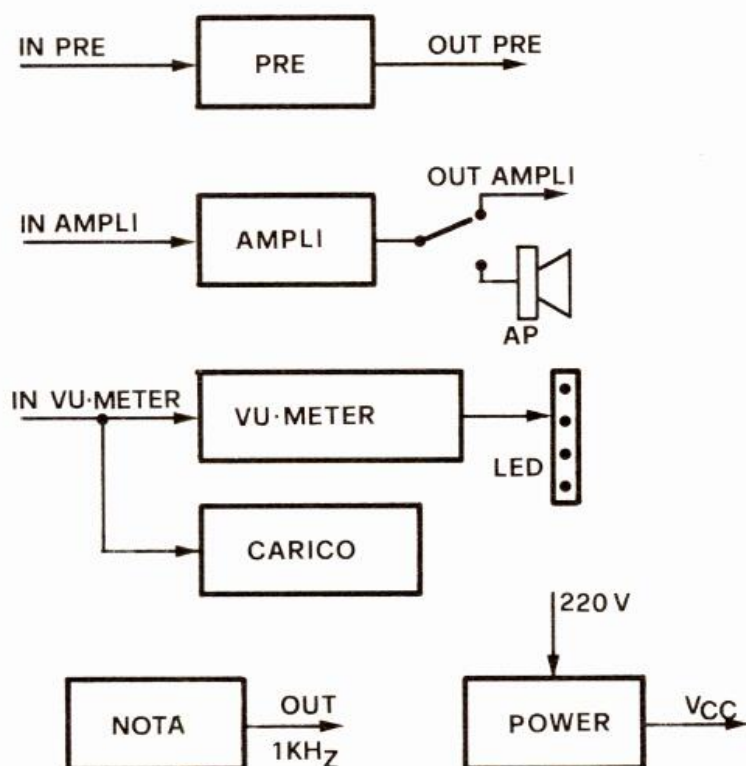 IN PRE
PRE
OUT PRE
IN AMPLI
AMPLI
OUT AMPLI
AP
IN VU·METER
VU·METER
LED
CARICO
220 V
NOTA
OUT
1KHZ
POWER
VCC